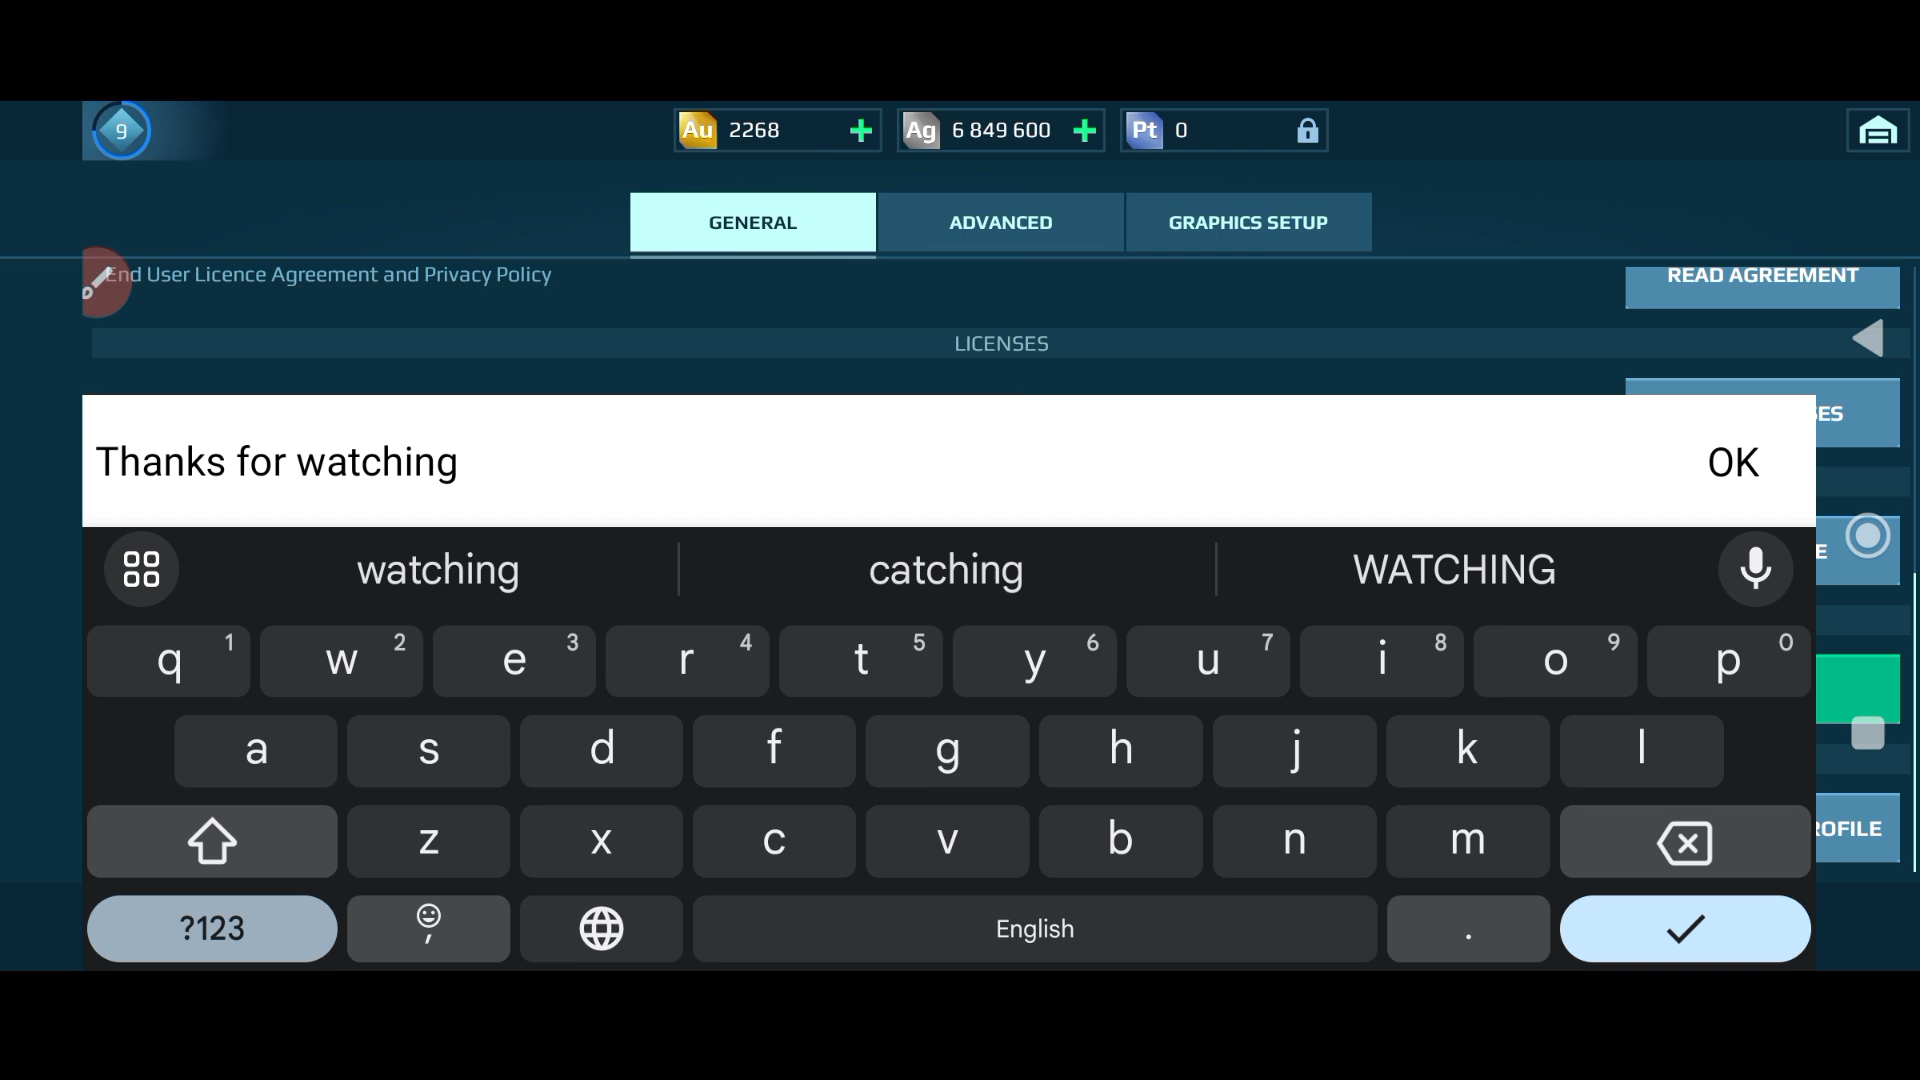 9
Au 2268
Ag 6 849 600
Pt 0
GENERAL
ADVANCED
GRAPHICS SETUP
End User Licence Agreement and Privacy Policy
READ AGREEMENT
LICENSES
SES
Thanks for watching
OK
E
watching
catching
WATCHING
q 1 w 2 e 3 r 4 t 5 y 6 u 7 i 8 o 9 p 0
a s d f g h j k l
z x c v b n m
ROFILE
?123 , English .